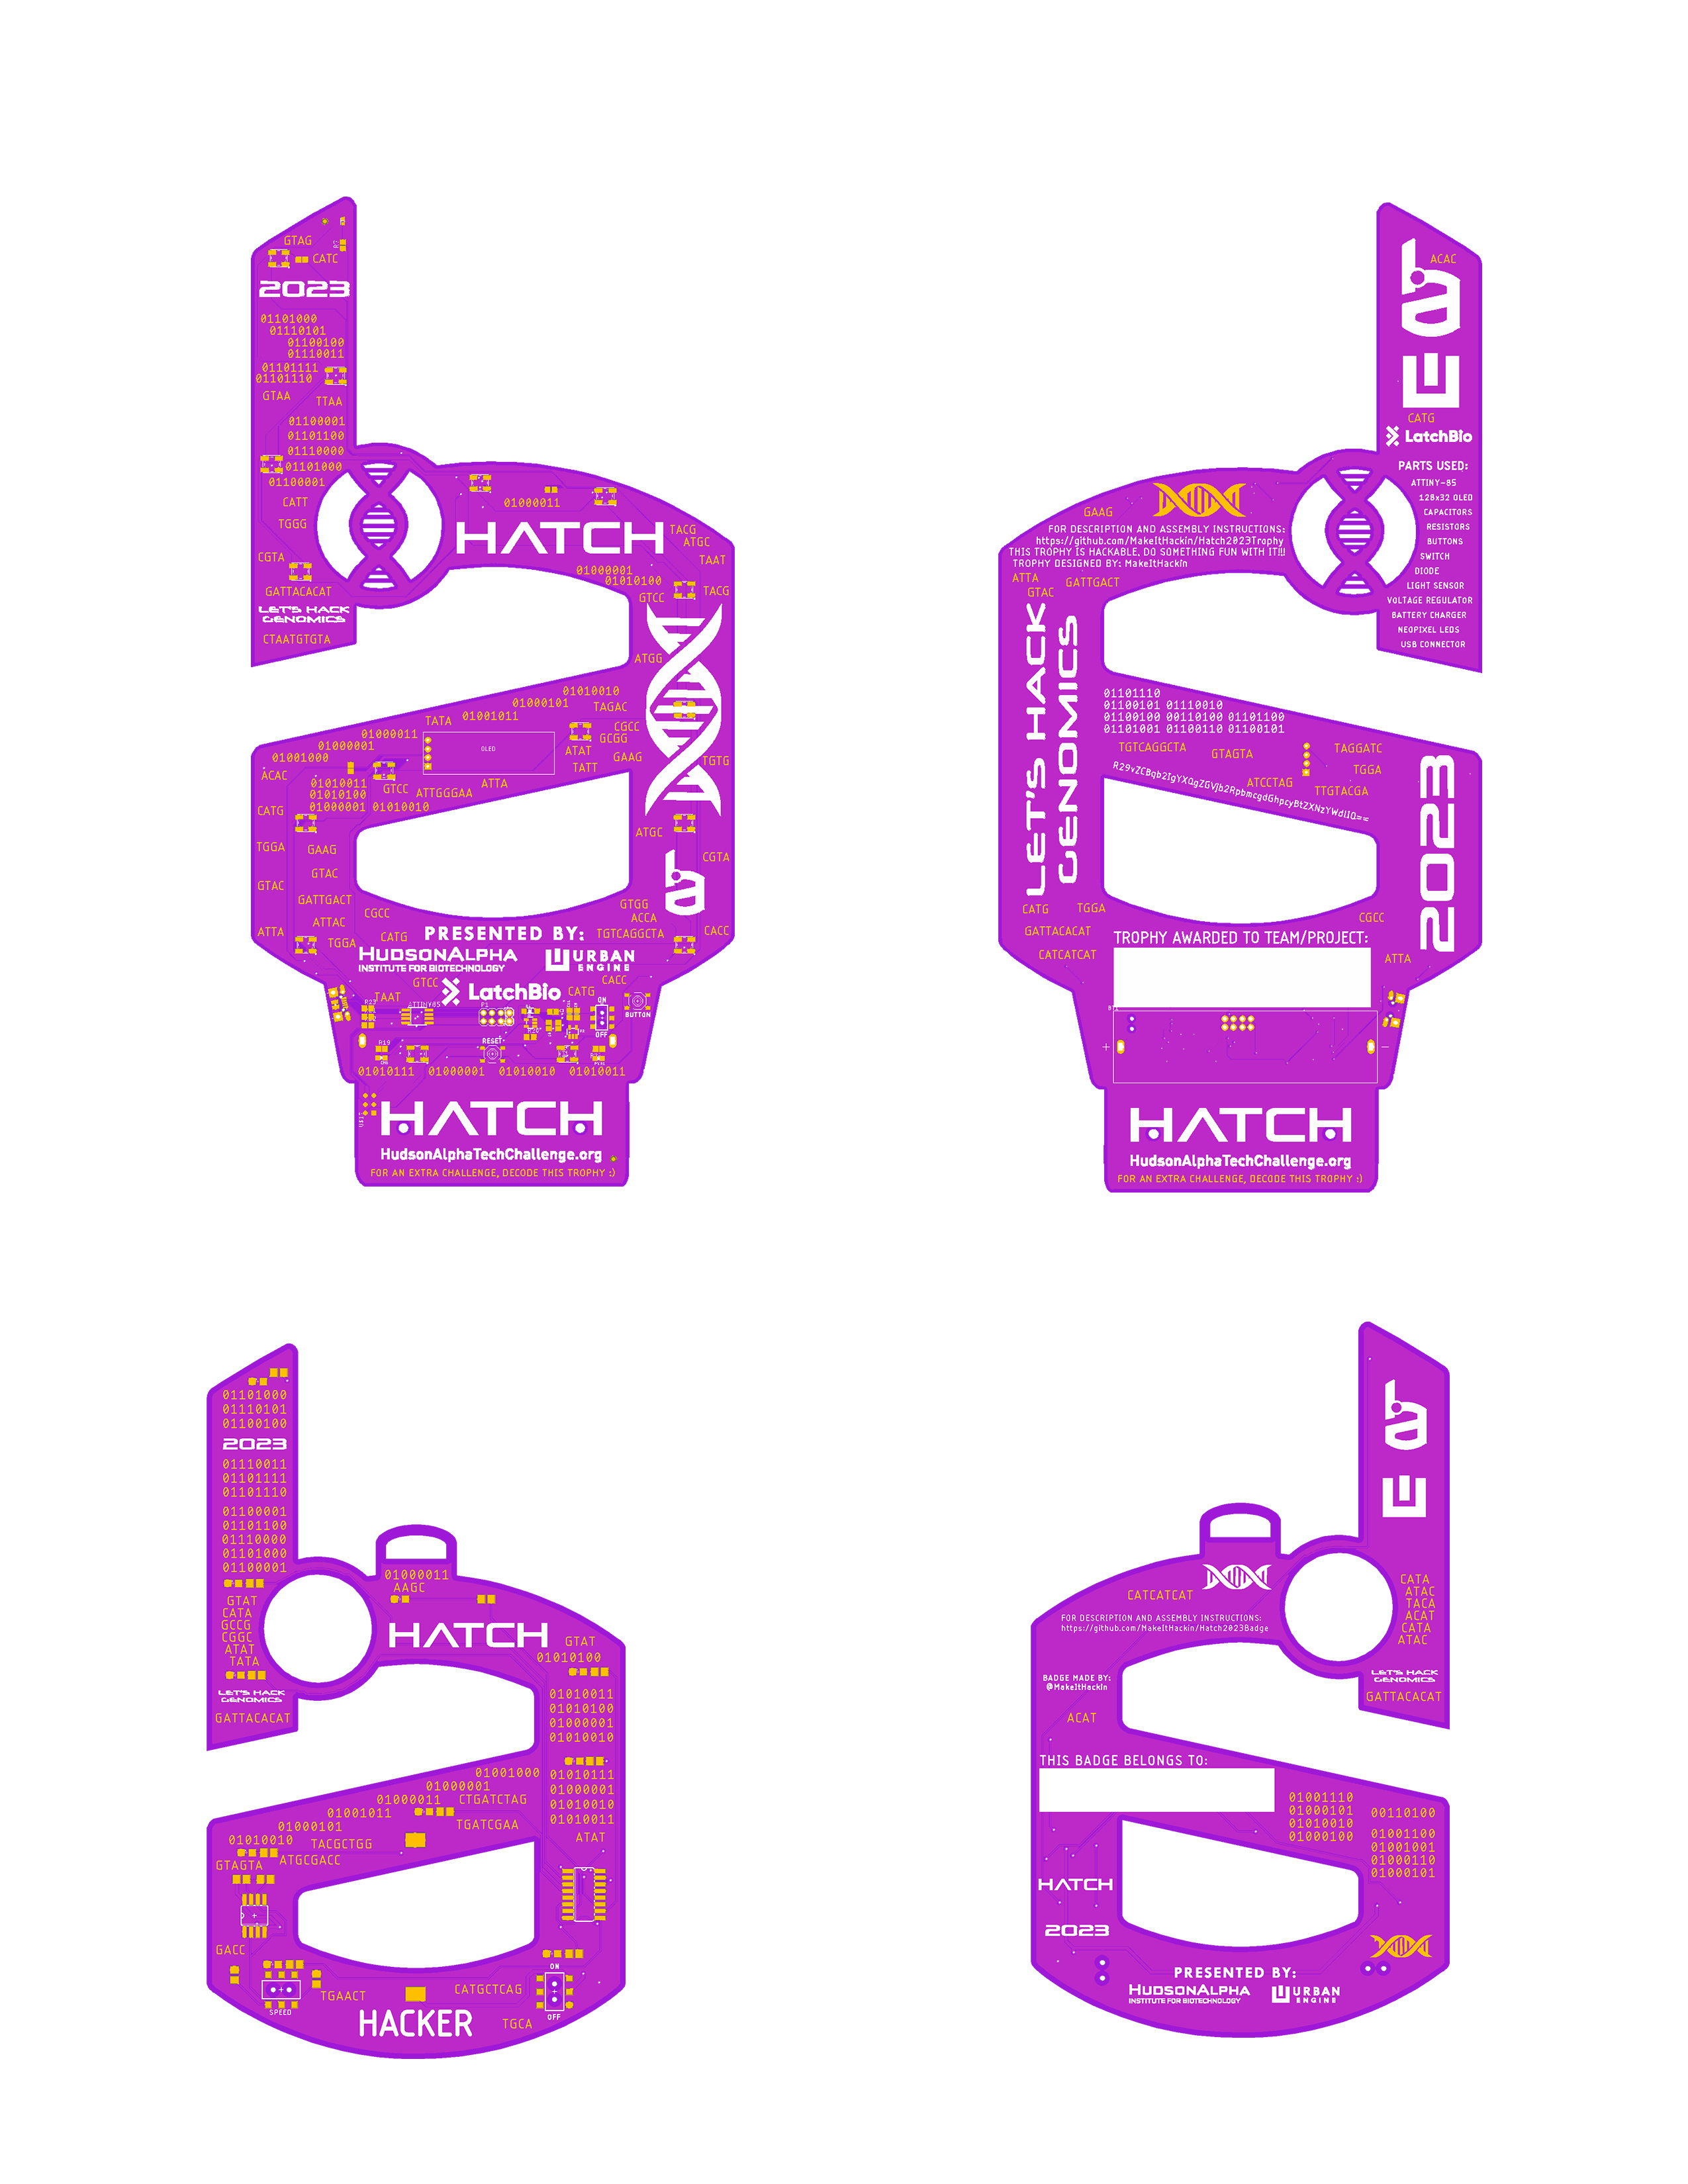 GTAG
CATC
2023
01101000
01110101
01100100
01110011
01101111
01101110
GTAA
TTAA
01100001
01101100
01110000
01101000
01100001
CATT
TGGG
CGTA
GATTACACAT
LET'S HACK
GENOMICS
CTAATGTGTA
01000011
HATCH
TACG
ATGC
TAAT
01000001
01010100
GTCC
TACG
ATGG
01010010
01000101
TAGAC
01001011
TATA
CGCC
01000011
GCGG
01000001
OLED
ATAT
GAAG
01001000
TATT
TGTG
ACAC
01010011
ATTA
01010100
GTCC
ATTGGGAA
01000001 01010010
CATG
ATGC
TGGA
GAAG
CGTA
GTAC
GTAC
GATTGACT
GTGG
CGCC
ACCA
ATTAC
ATTA
TGGA
CATG
PRESENTED BY:
TGTCAGGCTA
CACC
HUDSONALPHA
INSTITUTE FOR BIOTECHNOLOGY
URBAN
ENGINE
GTCC
CACC
LatchBio
CATG
TAAT
R23
ATTINY85
P1
ON
OFF
BUTTON
R19
RESET
01010111 01000001 01010010 01010011
HATCH
HudsonAlphaTechChallenge.org
FOR AN EXTRA CHALLENGE, DECODE THIS TROPHY :)
ha
ACAC
CATG
LatchBio
PARTS USED:
ATTINY-85
128x32 OLED
CAPACITORS
RESISTORS
BUTTONS
SWITCH
DIODE
LIGHT SENSOR
VOLTAGE REGULATOR
BATTERY CHARGER
NEOPIXEL LEDS
USB CONNECTOR
GAAG
FOR DESCRIPTION AND ASSEMBLY INSTRUCTIONS:
https://github.com/MakeItHackin/Hatch2023Trophy
THIS TROPHY IS HACKABLE. DO SOMETHING FUN WITH IT!!!
TROPHY DESIGNED BY: MakeItHackin
ATTA
GATTGACT
GTAC
LET'S HACK
GENOMICS
01101110
01100101 01110010
01100100 00110100 01101100
01101001 01100110 01100101
TGTCAGGCTA
GTAGTA
TAGGATC
TGGA
ATCCTAG
TTGTACGA
R29vZCBqb2IgYXQgZGVjb2RpbmcgdGhpcyBtZXNzYWdlIQ==
2023
CATG
TGGA
CGCC
GATTACACAT
CATCATCAT
TROPHY AWARDED TO TEAM/PROJECT:
ATTA
HATCH
HudsonAlphaTechChallenge.org
FOR AN EXTRA CHALLENGE, DECODE THIS TROPHY :)
01101000
01110101
01100100
2023
01110011
01101111
01101110
01100001
01101100
01110000
01101000
01100001
GTAT
CATA
GCCG
CGGC
ATAT
TATA
LET'S HACK
GENOMICS
GATTACACAT
01000011
AAGC
HATCH
GTAT
01010100
01010011
01010100
01000001
01010010
01010111
01000001
01010010
01010011
ATAT
01001000
01000001
01000011
CTGATCTAG
01001011
01000101
TGATCGAA
01010010
TACGCTGG
ATGCGACC
GTAGTA
GACC
SPEED
TGAACT
CATGCTCAG
ON
OFF
HACKER
TGCA
CATCATCAT
FOR DESCRIPTION AND ASSEMBLY INSTRUCTIONS:
https://github.com/MakeItHackin/Hatch2023Badge
CATA
ATAC
TACA
ACAT
CATA
ATAC
LET'S HACK
GENOMICS
GATTACACAT
BADGE MADE BY:
@MakeItHackin
ACAT
THIS BADGE BELONGS TO:
01001110
01000101
01010010
01000100
00110100
01001100
01001001
01000110
01000101
HATCH
2023
PRESENTED BY:
HUDSONALPHA
INSTITUTE FOR BIOTECHNOLOGY
URBAN
ENGINE